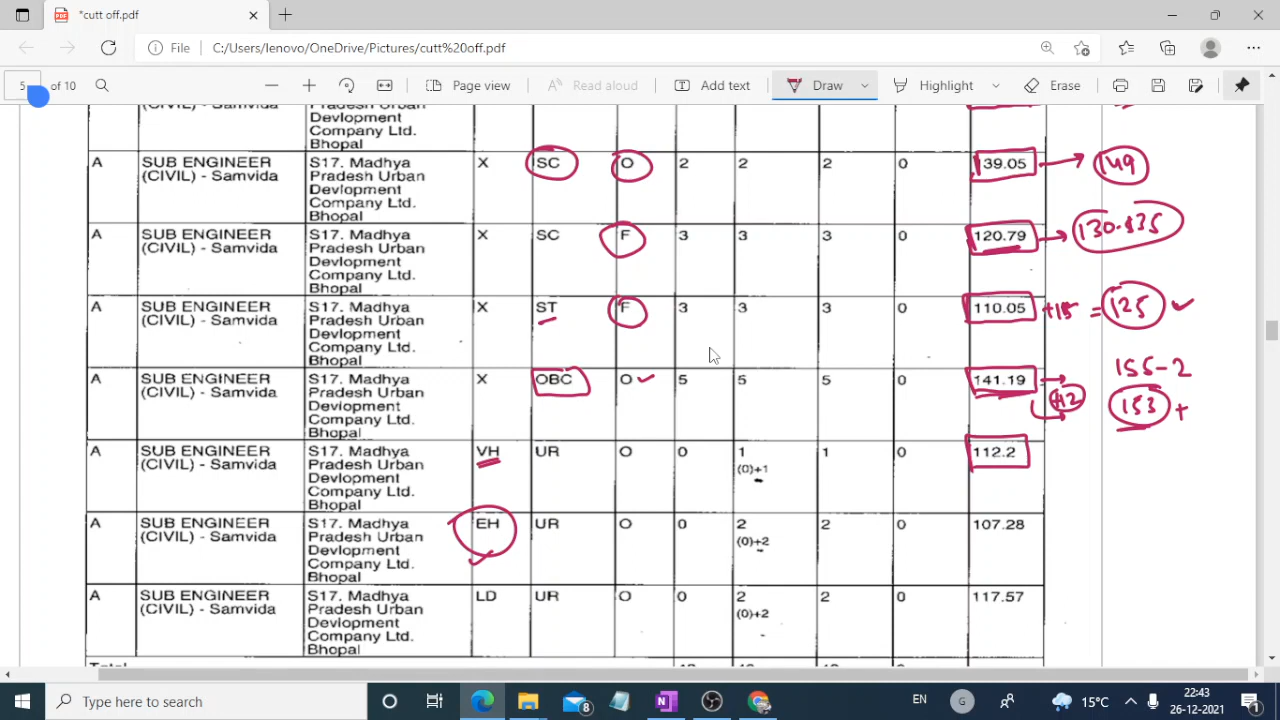 *cutt off.pdf
File C:/Users/lenovo/OneDrive/Pictures/cutt%20off.pdf
5 of 10 Page view Read aloud Add text Draw Highlight Erase
(CIVIL) - Samvida Pradesh Urban
Devlopment
Company Ltd.
Bhopal
A SUB ENGINEER S17. Madhya X SC O 2 2 2 0 139.05 149
(CIVIL) - Samvida Pradesh Urban
Devlopment
Company Ltd.
Bhopal
A SUB ENGINEER S17. Madhya X SC F 3 3 3 0 120.79 130-135
(CIVIL) - Samvida Pradesh Urban
Devlopment
Company Ltd.
Bhopal
A SUB ENGINEER S17. Madhya X ST F 3 3 3 0 110.05 +15 = 125
(CIVIL) - Samvida Pradesh Urban
Devlopment
Company Ltd.
Bhopal
155-2
A SUB ENGINEER S17. Madhya X OBC O 5 5 5 0 141.19
(CIVIL) - Samvida Pradesh Urban +12 153 +
Devlopment
Company Ltd.
Bhopal
A SUB ENGINEER S17. Madhya VH UR O 0 1 1 0 112.2
(CIVIL) - Samvida Pradesh Urban (0)+1
Devlopment
Company Ltd.
Bhopal
A SUB ENGINEER S17. Madhya EH UR O 0 2 2 0 107.28
(CIVIL) - Samvida Pradesh Urban (0)+2
Devlopment
Company Ltd.
Bhopal
A SUB ENGINEER S17. Madhya LD UR O 0 2 2 0 117.57
(CIVIL) - Samvida Pradesh Urban (0)+2
Devlopment
Company Ltd.
Bhopal
Type here to search 8 EN G 15°C 22:43
26-12-2021 1